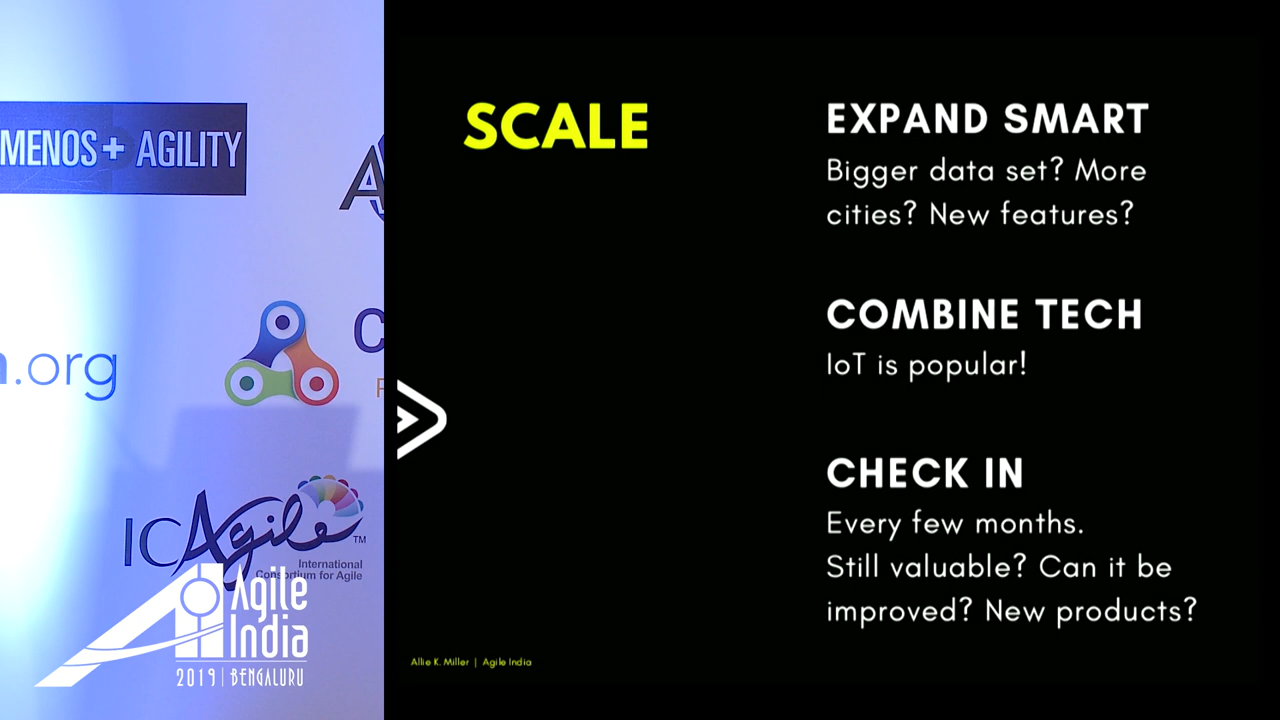 MENOS+ AGILITY
.org
ICAgile™
International
Consortium for Agile
Agile
India
2019 | BENGALURU
SCALE
EXPAND SMART
Bigger data set? More
cities? New features?
COMBINE TECH
IoT is popular!
CHECK IN
Every few months.
Still valuable? Can it be
improved? New products?
Allie K. Miller | Agile India